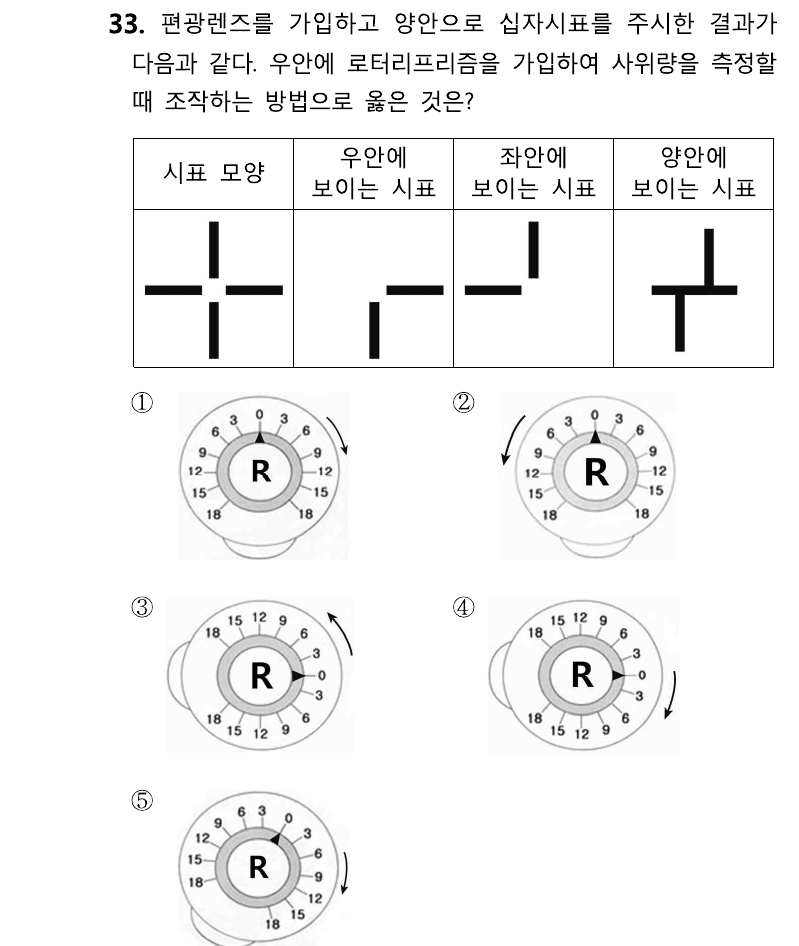 33. 편광렌즈를 가입하고 양안으로 십자시표를 주시한 결과가
다음과 같다. 우안에 로터리프리즘을 가입하여 사위량을 측정할
때 조작하는 방법으로 옳은 것은?
시표 모양
우안에
보이는 시표
좌안에
보이는 시표
양안에
보이는 시표
①
18 15 12 9 6 3 0 3 6 9 12 15 18
R
②
18 15 12 9 6 3 0 3 6 9 12 15 18
R
③
18 15 12 9 6 3 0 3 6 9 12 15 18
R
④
18 15 12 9 6 3 0 3 6 9 12 15 18
R
⑤
18 15 12 9 6 3 0 3 6 9 12 15 18
R